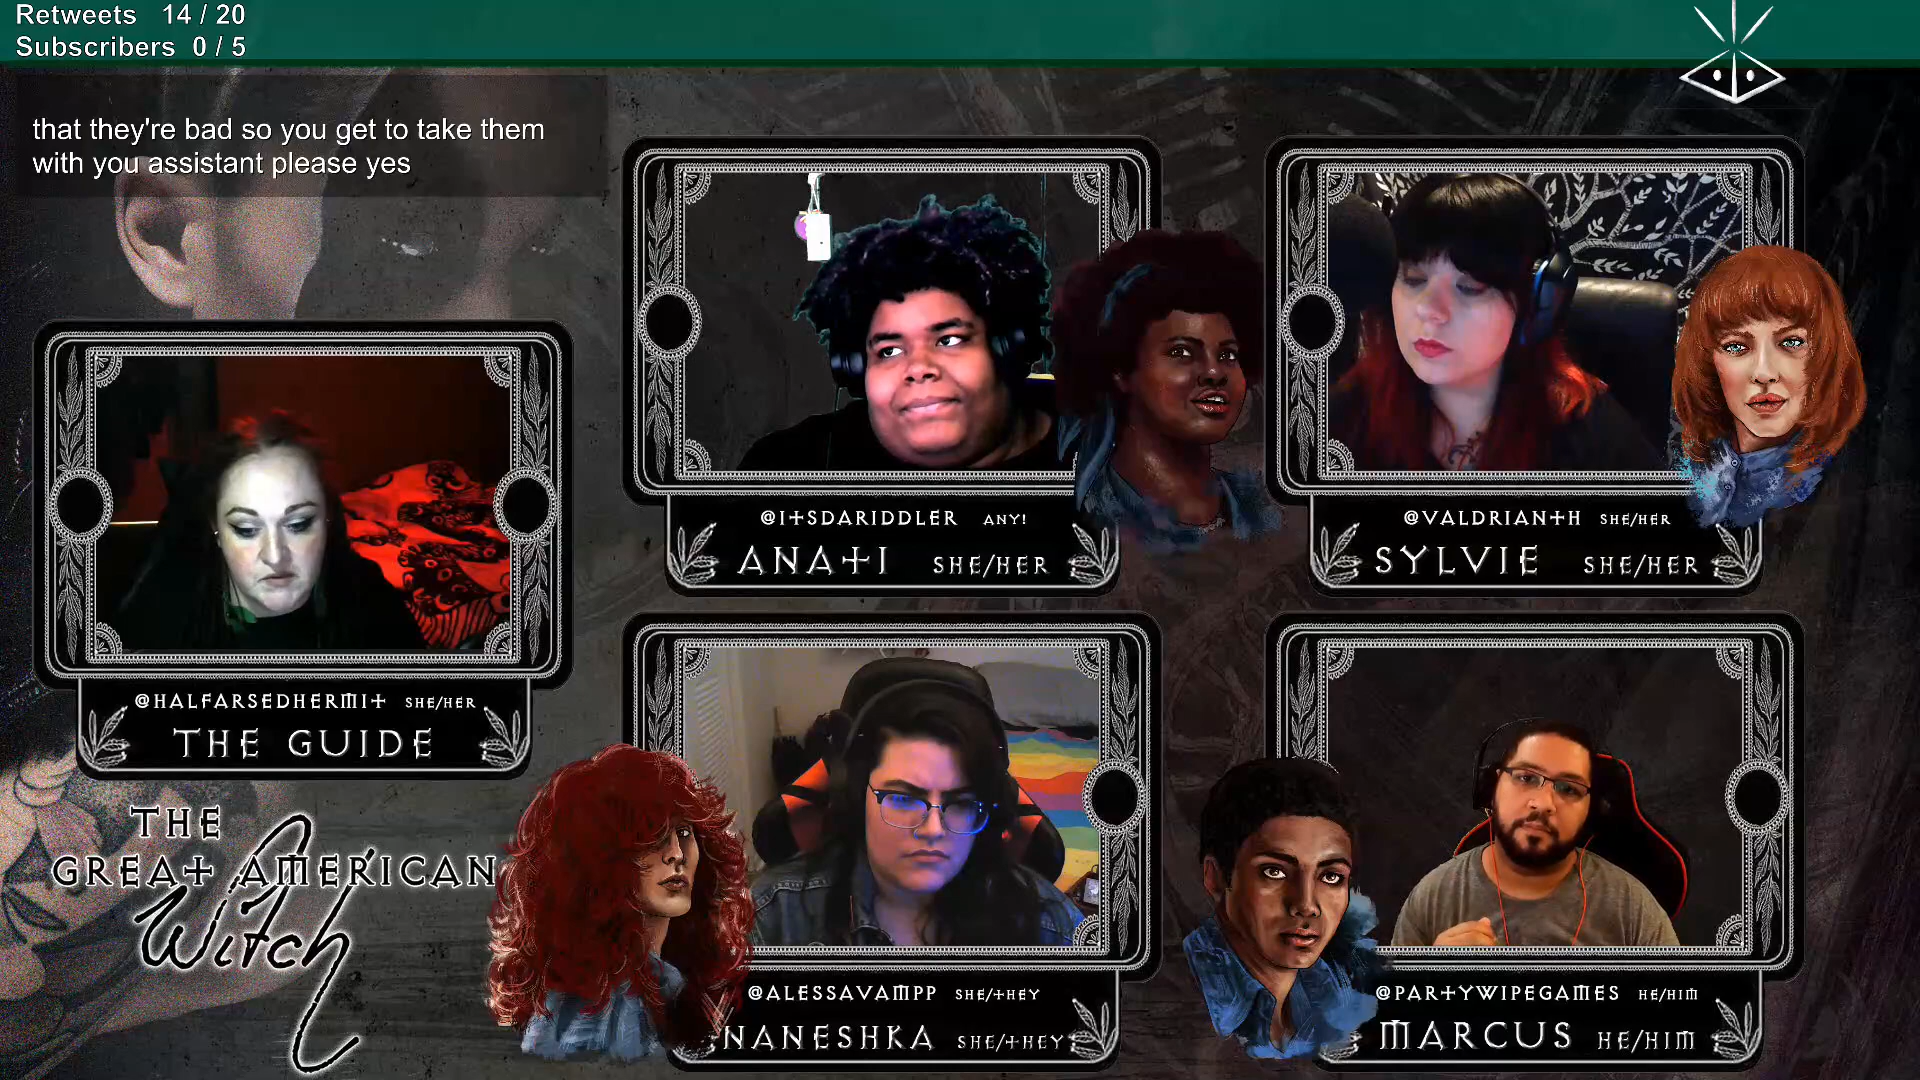 Retweets 14 / 20
Subscribers 0 / 5
that they're bad so you get to take them
with you assistant please yes
@ITSDARIDDLER ANY!
ANATI SHE/HER
@VALDRIANTH SHE/HER
SYLVIE SHE/HER
@HALFARSEDHERMIT SHE/HER
THE GUIDE
THE
GREAT AMERICAN
Witch
@ALESSAVAMPP SHE/THEY
NANESHKA SHE/THEY
@PARTYWIPEGAMES HE/HIM
MARCUS HE/HIM